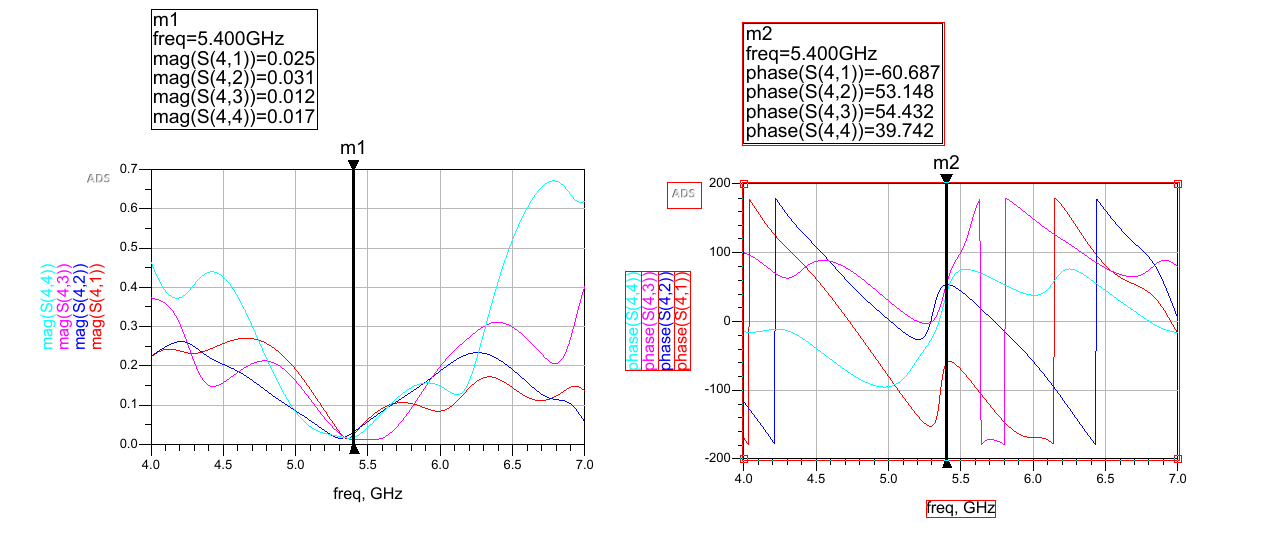 m1
freq=5.400GHz
mag(S(4,1))=0.025
mag(S(4,2))=0.031
mag(S(4,3))=0.012
mag(S(4,4))=0.017
m1
ADS
0.7
0.6
0.5
0.4
0.3
0.2
0.1
0.0
4.0
4.5
5.0
5.5
6.0
6.5
7.0
freq, GHz
mag(S(4,4))
mag(S(4,3))
mag(S(4,2))
mag(S(4,1))
m2
freq=5.400GHz
phase(S(4,1))=-60.687
phase(S(4,2))=53.148
phase(S(4,3))=54.432
phase(S(4,4))=39.742
m2
ADS
200
100
0
-100
-200
4.0
4.5
5.0
5.5
6.0
6.5
7.0
freq, GHz
phase(S(4,4))
phase(S(4,3))
phase(S(4,2))
phase(S(4,1))